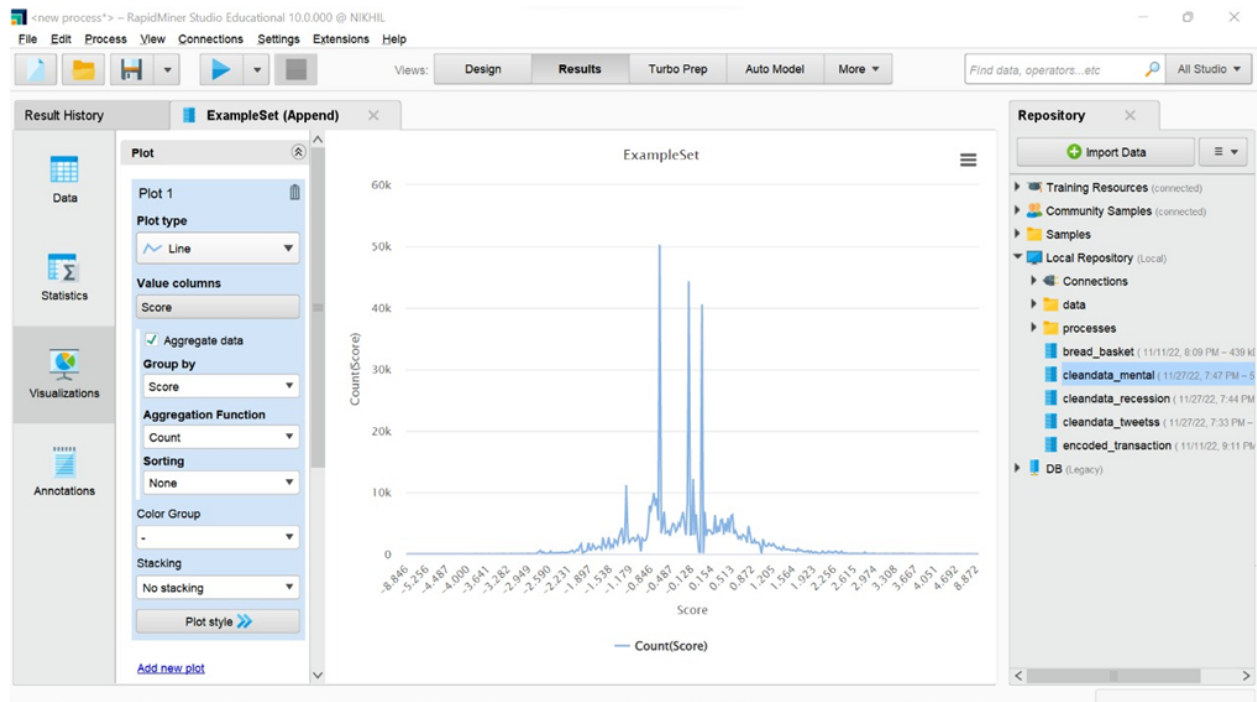 <new process*> – RapidMiner Studio Educational 10.0.000 @ NIKHIL
File Edit Process View Connections Settings Extensions Help
Views: Design Results Turbo Prep Auto Model More Find data, operators...etc All Studio
Result History ExampleSet (Append)
Data
Statistics
Visualizations
Annotations
Plot
Plot 1
Plot type
Line
Value columns
Score
Aggregate data
Group by
Score
Aggregation Function
Count
Sorting
None
Color Group
-
Stacking
No stacking
Plot style
Add new plot
ExampleSet
Count(Score)
60k
50k
40k
30k
20k
10k
0
-8.846 -5.256 -4.487 -4.000 -3.641 -3.282 -2.949 -2.590 -2.231 -1.897 -1.538 -1.179 -0.846 -0.487 -0.128 0.154 0.513 0.872 1.205 1.564 1.923 2.256 2.615 2.974 3.308 3.667 4.051 4.692 8.872
Score
Count(Score)
Repository
Import Data
Training Resources (connected)
Community Samples (connected)
Samples
Local Repository (Local)
Connections
data
processes
bread_basket (11/11/22, 8:09 PM – 439 k
cleandata_mental (11/27/22, 7:47 PM – 5
cleandata_recession (11/27/22, 7:44 PM
cleandata_tweetss (11/27/22, 7:33 PM –
encoded_transaction (11/11/22, 9:11 PM
DB (Legacy)